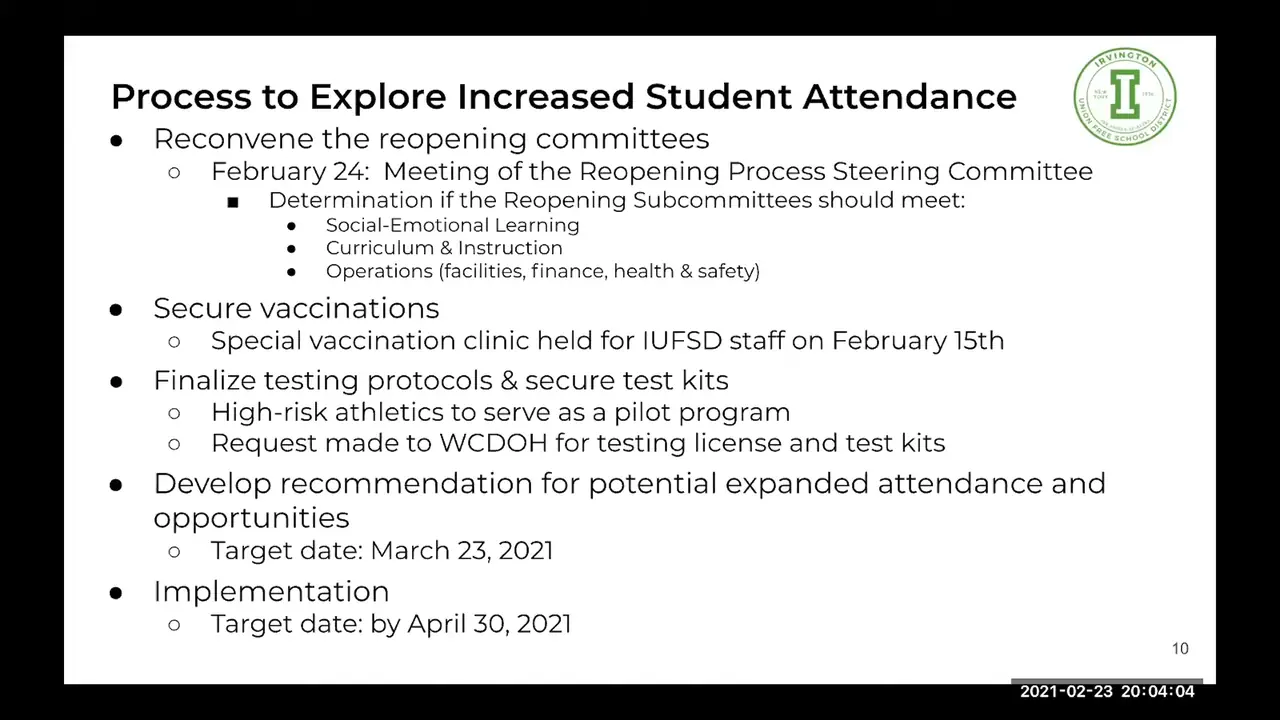 Process to Explore Increased Student Attendance
IRVINGTON
I
UNION FREE SCHOOL DISTRICT
● Reconvene the reopening committees
○ February 24: Meeting of the Reopening Process Steering Committee
■ Determination if the Reopening Subcommittees should meet:
● Social-Emotional Learning
● Curriculum & Instruction
● Operations (facilities, finance, health & safety)
● Secure vaccinations
○ Special vaccination clinic held for IUFSD staff on February 15th
● Finalize testing protocols & secure test kits
○ High-risk athletics to serve as a pilot program
○ Request made to WCDOH for testing license and test kits
● Develop recommendation for potential expanded attendance and
opportunities
○ Target date: March 23, 2021
● Implementation
○ Target date: by April 30, 2021
10
2021-02-23 20:04:04